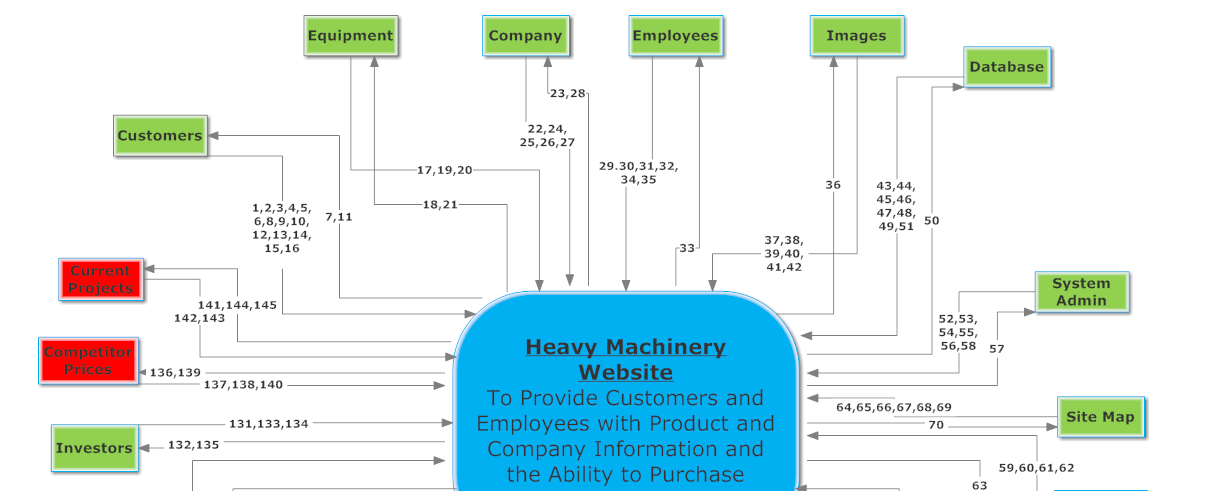 Equipment
Company
Employees
Images
Database
23,28
Customers
22,24,
25,26,27
17,19,20
29.30,31,32,
34,35
36
43,44,
45,46,
47,48,
49,51
50
18,21
1,2,3,4,5,
6,8,9,10,
12,13,14,
15,16
7,11
33
37,38,
39,40,
41,42
Current
Projects
141,144,145
142,143
System
Admin
52,53,
54,55,
56,58
57
Competitor
Prices
136,139
137,138,140
Heavy Machinery
Website
To Provide Customers and
Employees with Product and
Company Information and
the Ability to Purchase
64,65,66,67,68,69
70
Site Map
131,133,134
Investors
132,135
59,60,61,62
63